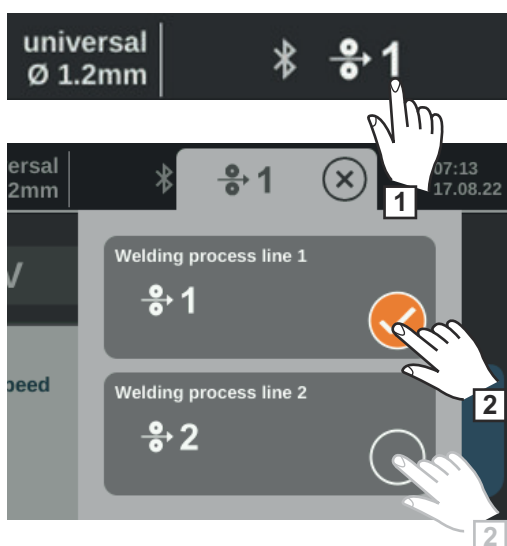 universal
Ø 1.2mm
1
1
ersal
2mm
1
07:13
17.08.22
V
Welding process line 1
1
2
peed
Welding process line 2
2
2